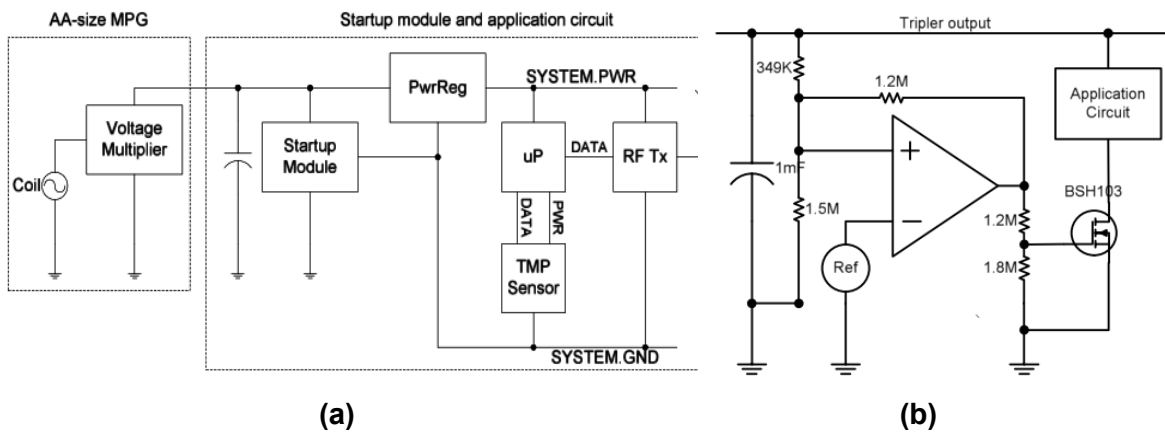 AA-size MPG
Voltage
Multiplier
Coil
Startup module and application circuit
PwrReg
SYSTEM.PWR
Startup
Module
uP
DATA
RF Tx
DATA
PWR
TMP
Sensor
SYSTEM.GND
(a)
Tripler output
349K
1.2M
Application
Circuit
1mF
+
1.5M
BSH103
1.2M
−
Ref
1.8M
(b)